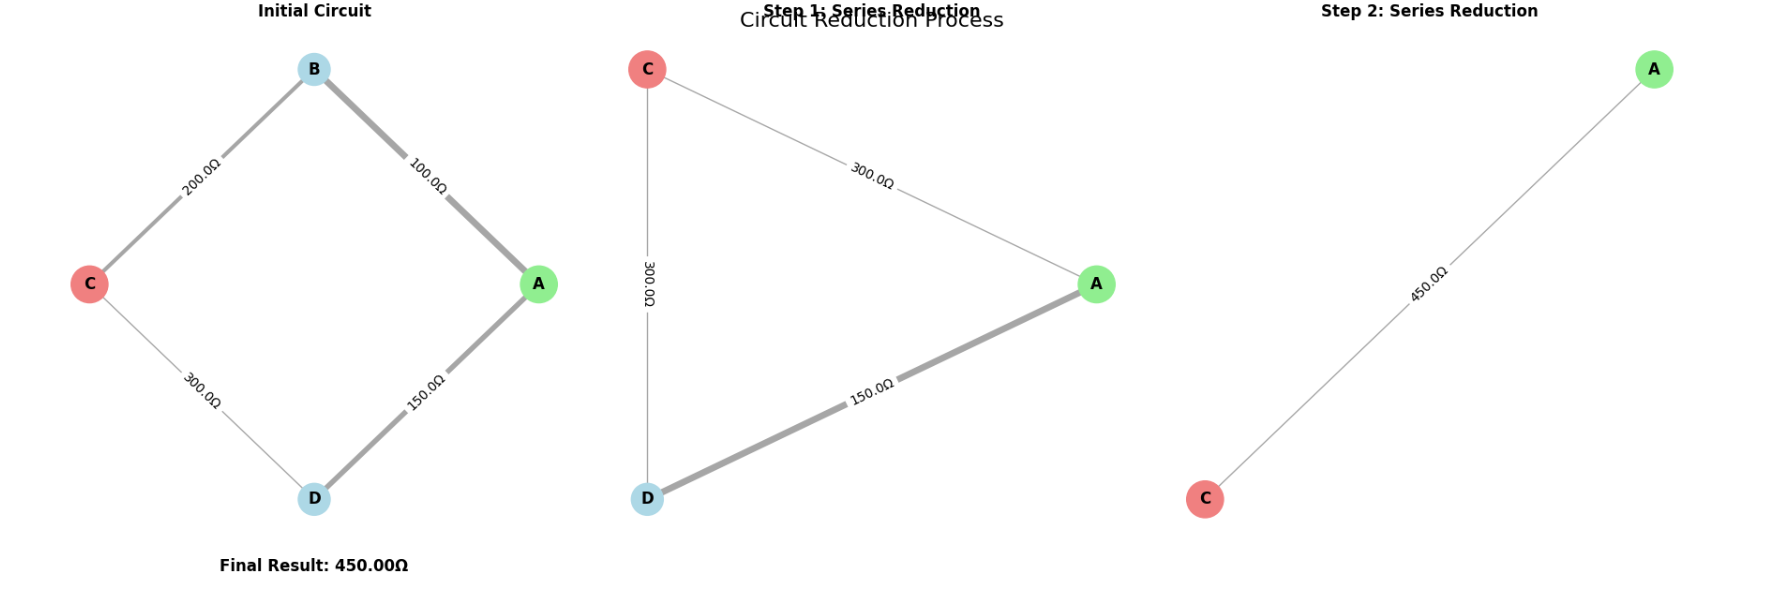 Circuit Reduction Process
Initial Circuit
B
200.0Ω
100.0Ω
C
A
300.0Ω
150.0Ω
D
Final Result: 450.00Ω
Step 1: Series Reduction
C
300.0Ω
300.0Ω
A
150.0Ω
D
Step 2: Series Reduction
A
450.0Ω
C